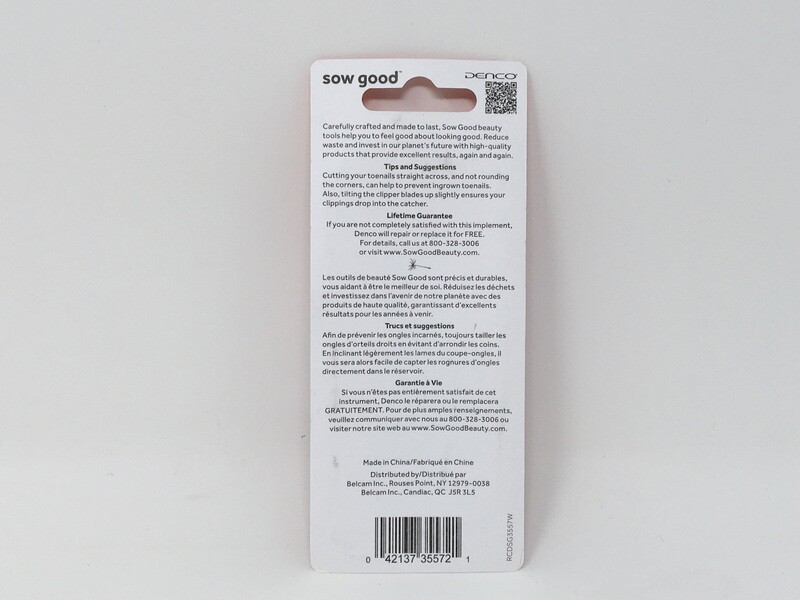 sow good™
DENCO®
Carefully crafted and made to last, Sow Good beauty
tools help you to feel good about looking good. Reduce
waste and invest in our planet's future with high-quality
products that provide excellent results, again and again.
Tips and Suggestions
Cutting your toenails straight across, and not rounding
the corners, can help to prevent ingrown toenails.
Also, tilting the clipper blades up slightly ensures your
clippings drop into the catcher.
Lifetime Guarantee
If you are not completely satisfied with this implement,
Denco will repair or replace it for FREE.
For details, call us at 800-328-3006
or visit www.SowGoodBeauty.com.
Les outils de beauté Sow Good sont précis et durables,
vous aidant à être le meilleur de soi. Réduisez les déchets
et investissez dans l'avenir de notre planète avec des
produits de haute qualité, garantissant d'excellents
résultats pour les années à venir.
Trucs et suggestions
Afin de prévenir les ongles incarnés, toujours tailler les
ongles d'orteils droits en évitant d'arrondir les coins.
En inclinant légèrement les lames du coupe-ongles, il
vous sera alors facile de capter les rognures d'ongles
directement dans le réservoir.
Garantie à Vie
Si vous n'êtes pas entièrement satisfait de cet
instrument, Denco le réparera ou le remplacera
GRATUITEMENT. Pour de plus amples renseignements,
veuillez communiquer avec nous au 800-328-3006 ou
visiter notre site web au www.SowGoodBeauty.com.
Made in China/Fabriqué en Chine
Distributed by/Distribué par
Belcam Inc., Rouses Point, NY 12979-0038
Belcam Inc., Candiac, QC J5R 3L5
0 42137 35572 1
RCDSG3557W